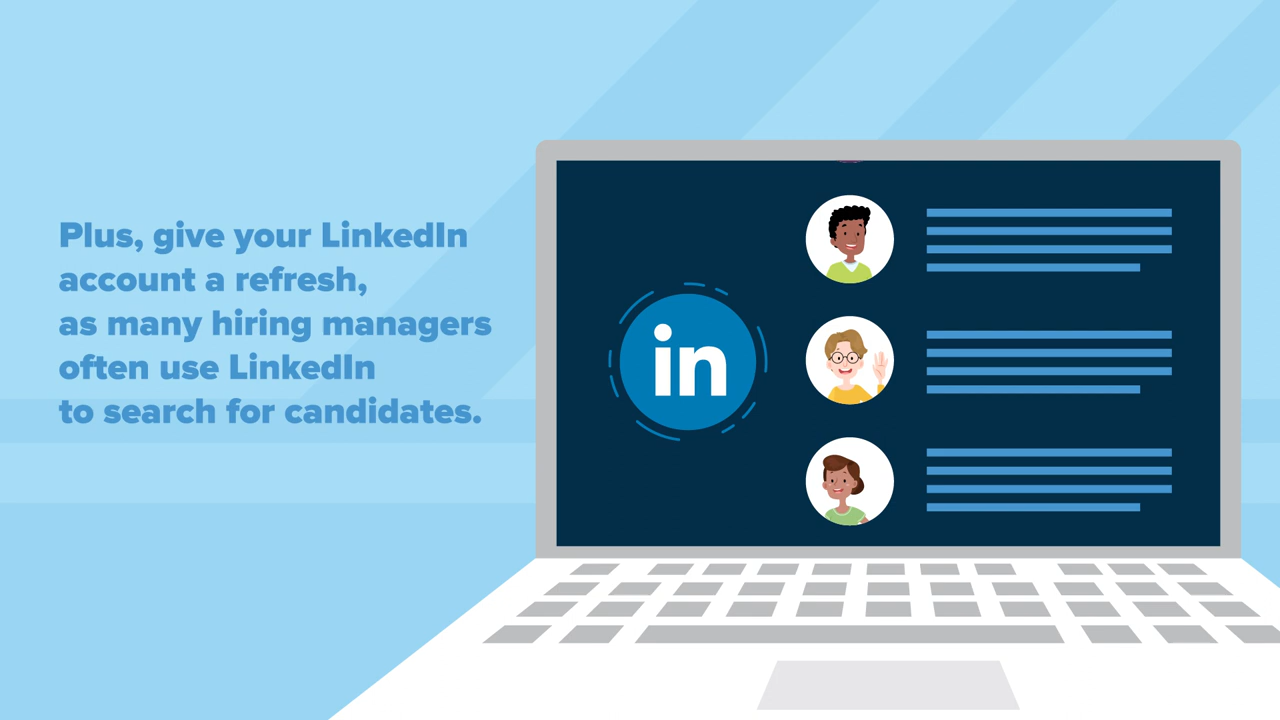 Plus, give your LinkedIn
account a refresh,
as many hiring managers
often use LinkedIn
to search for candidates.
in